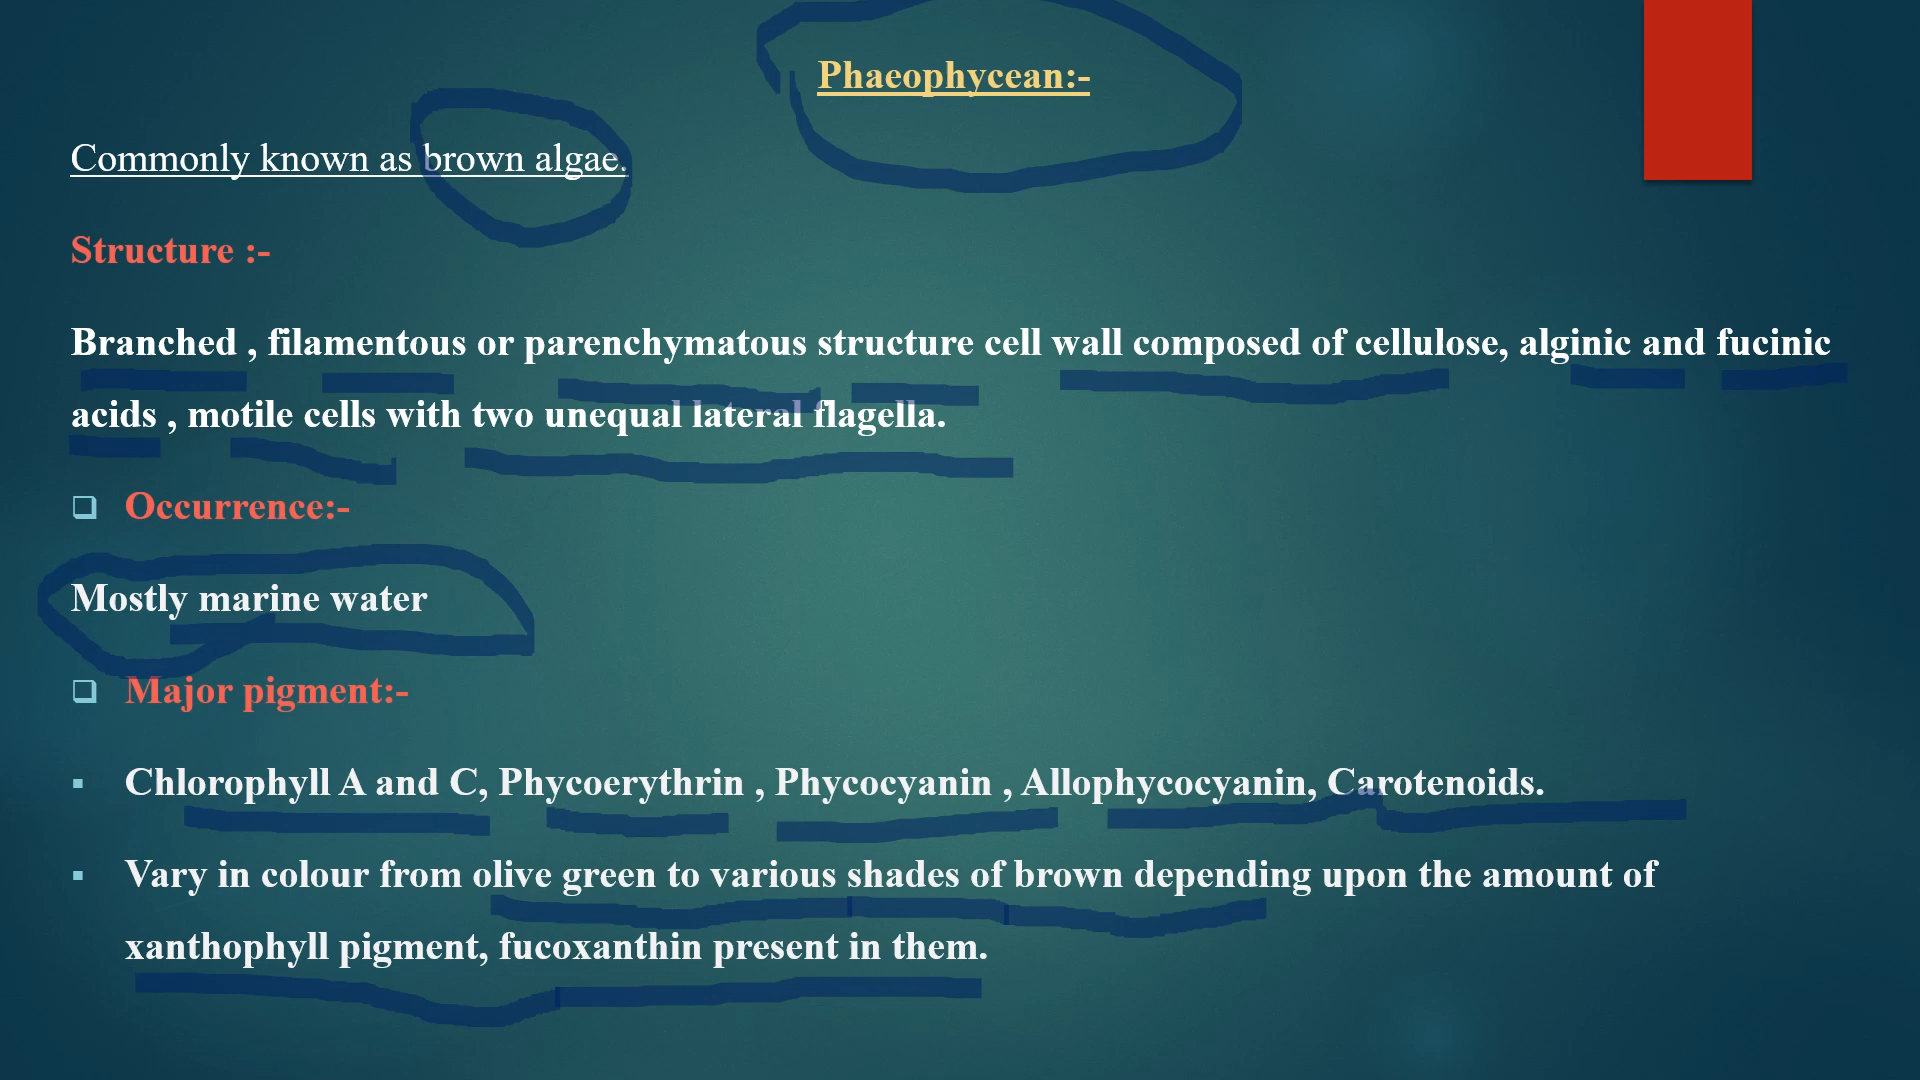 Phaeophycean:-
Commonly known as brown algae.
Structure :-
Branched , filamentous or parenchymatous structure cell wall composed of cellulose, alginic and fucinic
acids , motile cells with two unequal lateral flagella.
Occurrence:-
Mostly marine water
Major pigment:-
Chlorophyll A and C, Phycoerythrin , Phycocyanin , Allophycocyanin, Carotenoids.
Vary in colour from olive green to various shades of brown depending upon the amount of
xanthophyll pigment, fucoxanthin present in them.